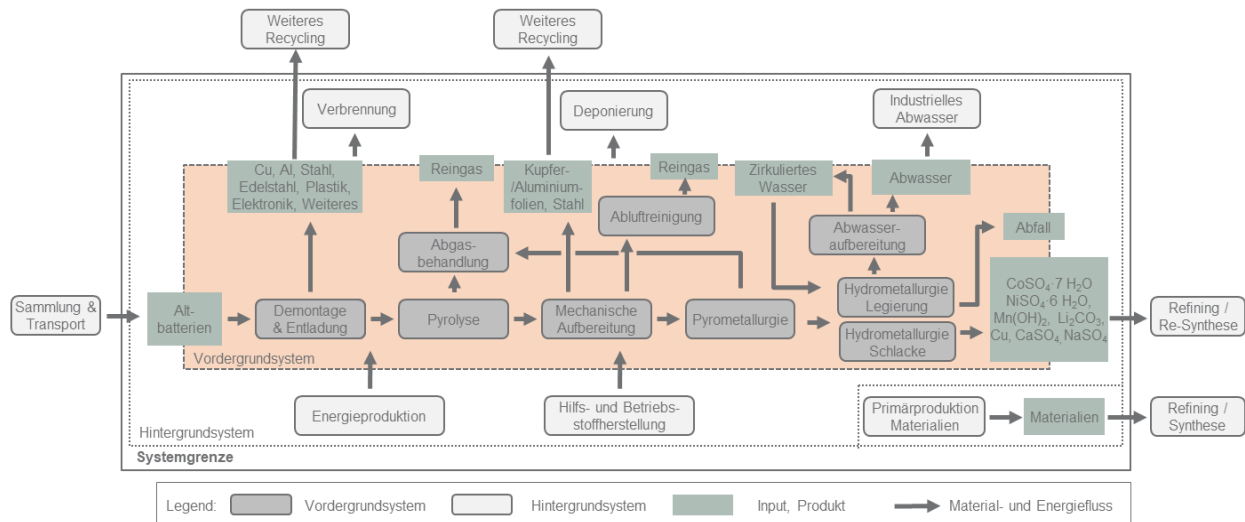 Weiteres
Recycling
Weiteres
Recycling
Verbrennung
Deponierung
Industrielles
Abwasser
Cu, Al, Stahl,
Edelstahl, Plastik,
Elektronik, Weiteres
Reingas
Kupfer-
/Aluminium-
folien, Stahl
Reingas
Zirkuliertes
Wasser
Abwasser
Abluftreinigung
Abgas-
behandlung
Abwasser-
aufbereitung
Abfall
Sammlung &
Transport
Alt-
batterien
Demontage
& Entladung
Pyrolyse
Mechanische
Aufbereitung
Pyrometallurgie
Hydrometallurgie
Legierung
Hydrometallurgie
Schlacke
CoSO₄·7 H₂O
NiSO₄·6 H₂O,
Mn(OH)₂, Li₂CO₃,
Cu, CaSO₄, NaSO₄
Refining /
Re-Synthese
Vordergrundsystem
Energieproduktion
Hilfs- und Betriebs-
stoffherstellung
Primärproduktion
Materialien
Materialien
Refining /
Synthese
Hintergrundsystem
Systemgrenze
Legend: Vordergrundsystem Hintergrundsystem Input, Produkt Material- und Energiefluss